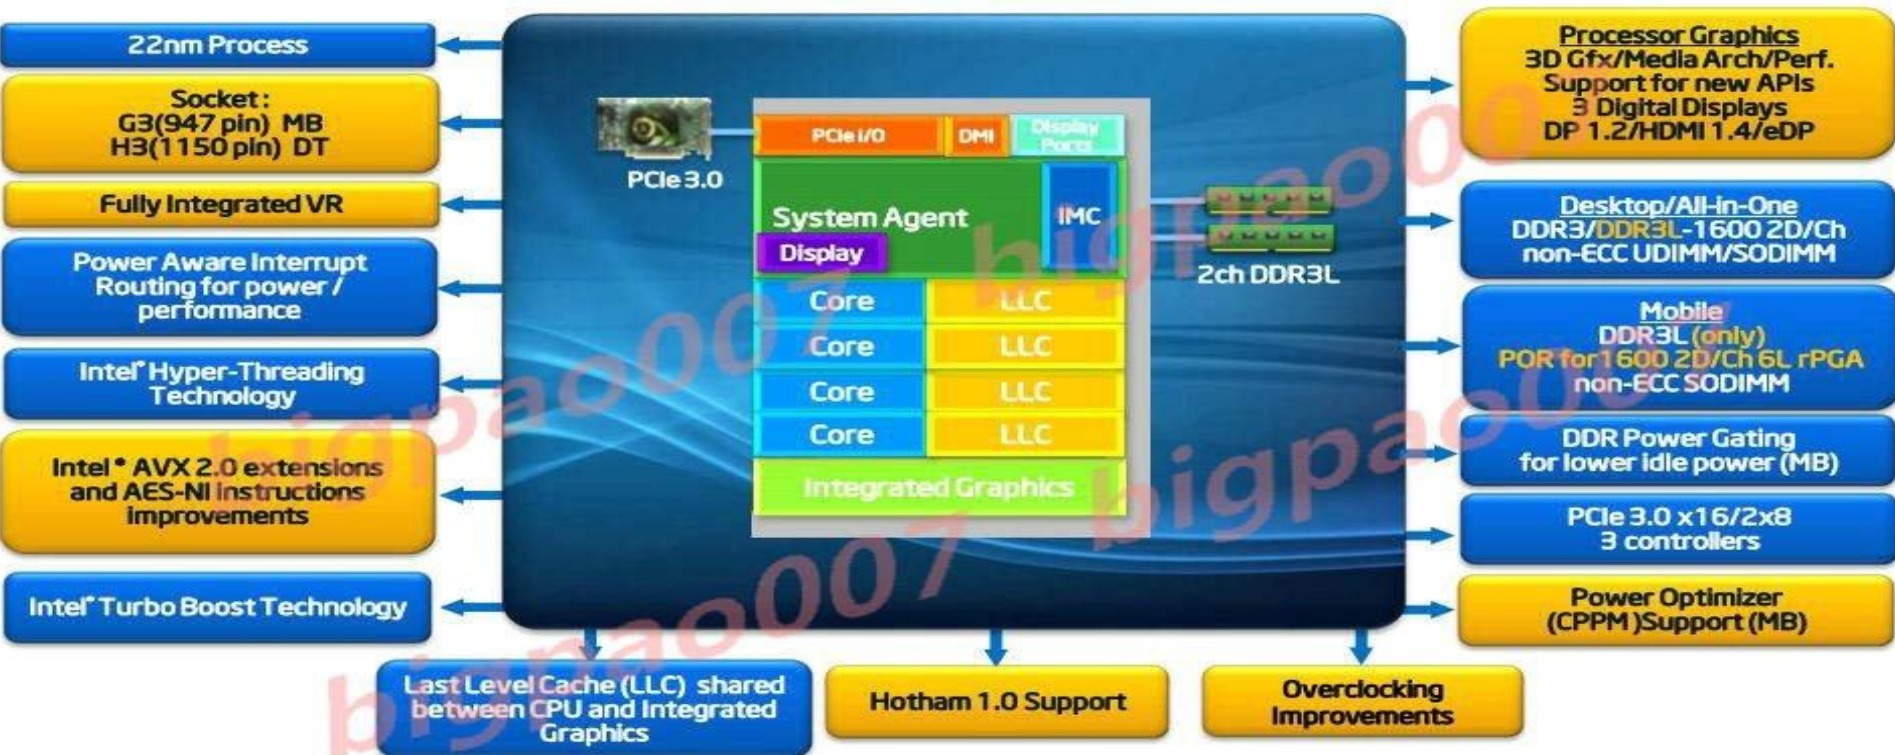 22nm Process
Socket:
G3(947 pin) MB
H3(1150 pin) DT
Fully Integrated VR
Power Aware Interrupt
Routing for power /
performance
Intel® Hyper-Threading
Technology
Intel® AVX 2.0 extensions
and AES-NI instructions
improvements
Intel® Turbo Boost Technology
PCIe 3.0
PCIe I/O
DMI
Display
Ports
System Agent
IMC
Display
Core
LLC
Core
LLC
Core
LLC
Core
LLC
Integrated Graphics
2ch DDR3L
Processor Graphics
3D Gfx/Media Arch/Perf.
Support for new APIs
3 Digital Displays
DP 1.2/HDMI 1.4/eDP
Desktop/All-in-One
DDR3/DDR3L-1600 2D/Ch
non-ECC UDIMM/SODIMM
Mobile
DDR3L (only)
POR for 1600 2D/Ch 6L rPGA
non-ECC SODIMM
DDR Power Gating
for lower idle power (MB)
PCIe 3.0 x16/2x8
3 controllers
Power Optimizer
(CPPM )Support (MB)
Last Level Cache (LLC) shared
between CPU and Integrated
Graphics
Hotham 1.0 Support
Overclocking
Improvements
bigpao007
bigpao007
bigpao007
bigpao007